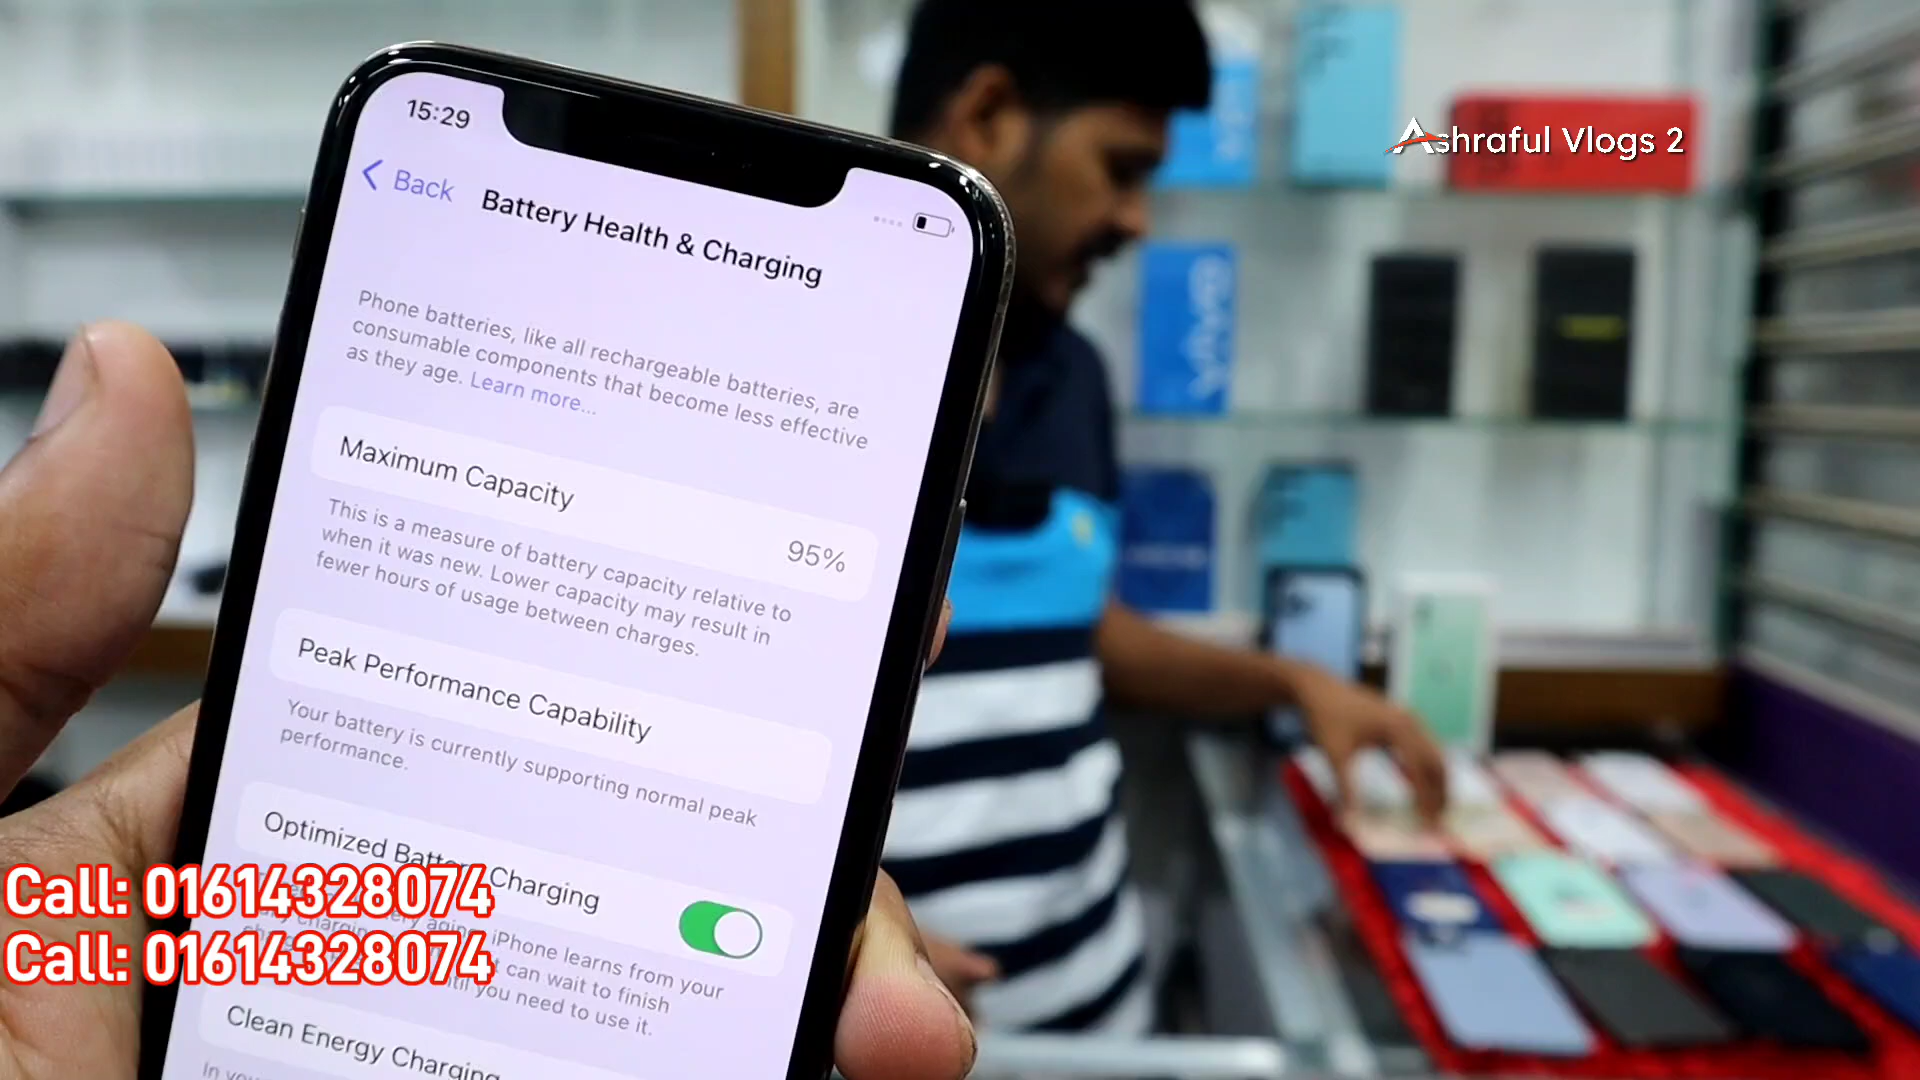 15:29
Ashraful Vlogs 2
Back
Battery Health & Charging
Phone batteries, like all rechargeable batteries, are
consumable components that become less effective
as they age. Learn more...
Maximum Capacity
95%
This is a measure of battery capacity relative to
when it was new. Lower capacity may result in
fewer hours of usage between charges.
Peak Performance Capability
Your battery is currently supporting normal peak
performance.
Optimized Battery Charging
aging, iPhone learns from your
can wait to finish
until you need to use it.
Clean Energy Charging
Call: 01614328074
Call: 01614328074
vivo